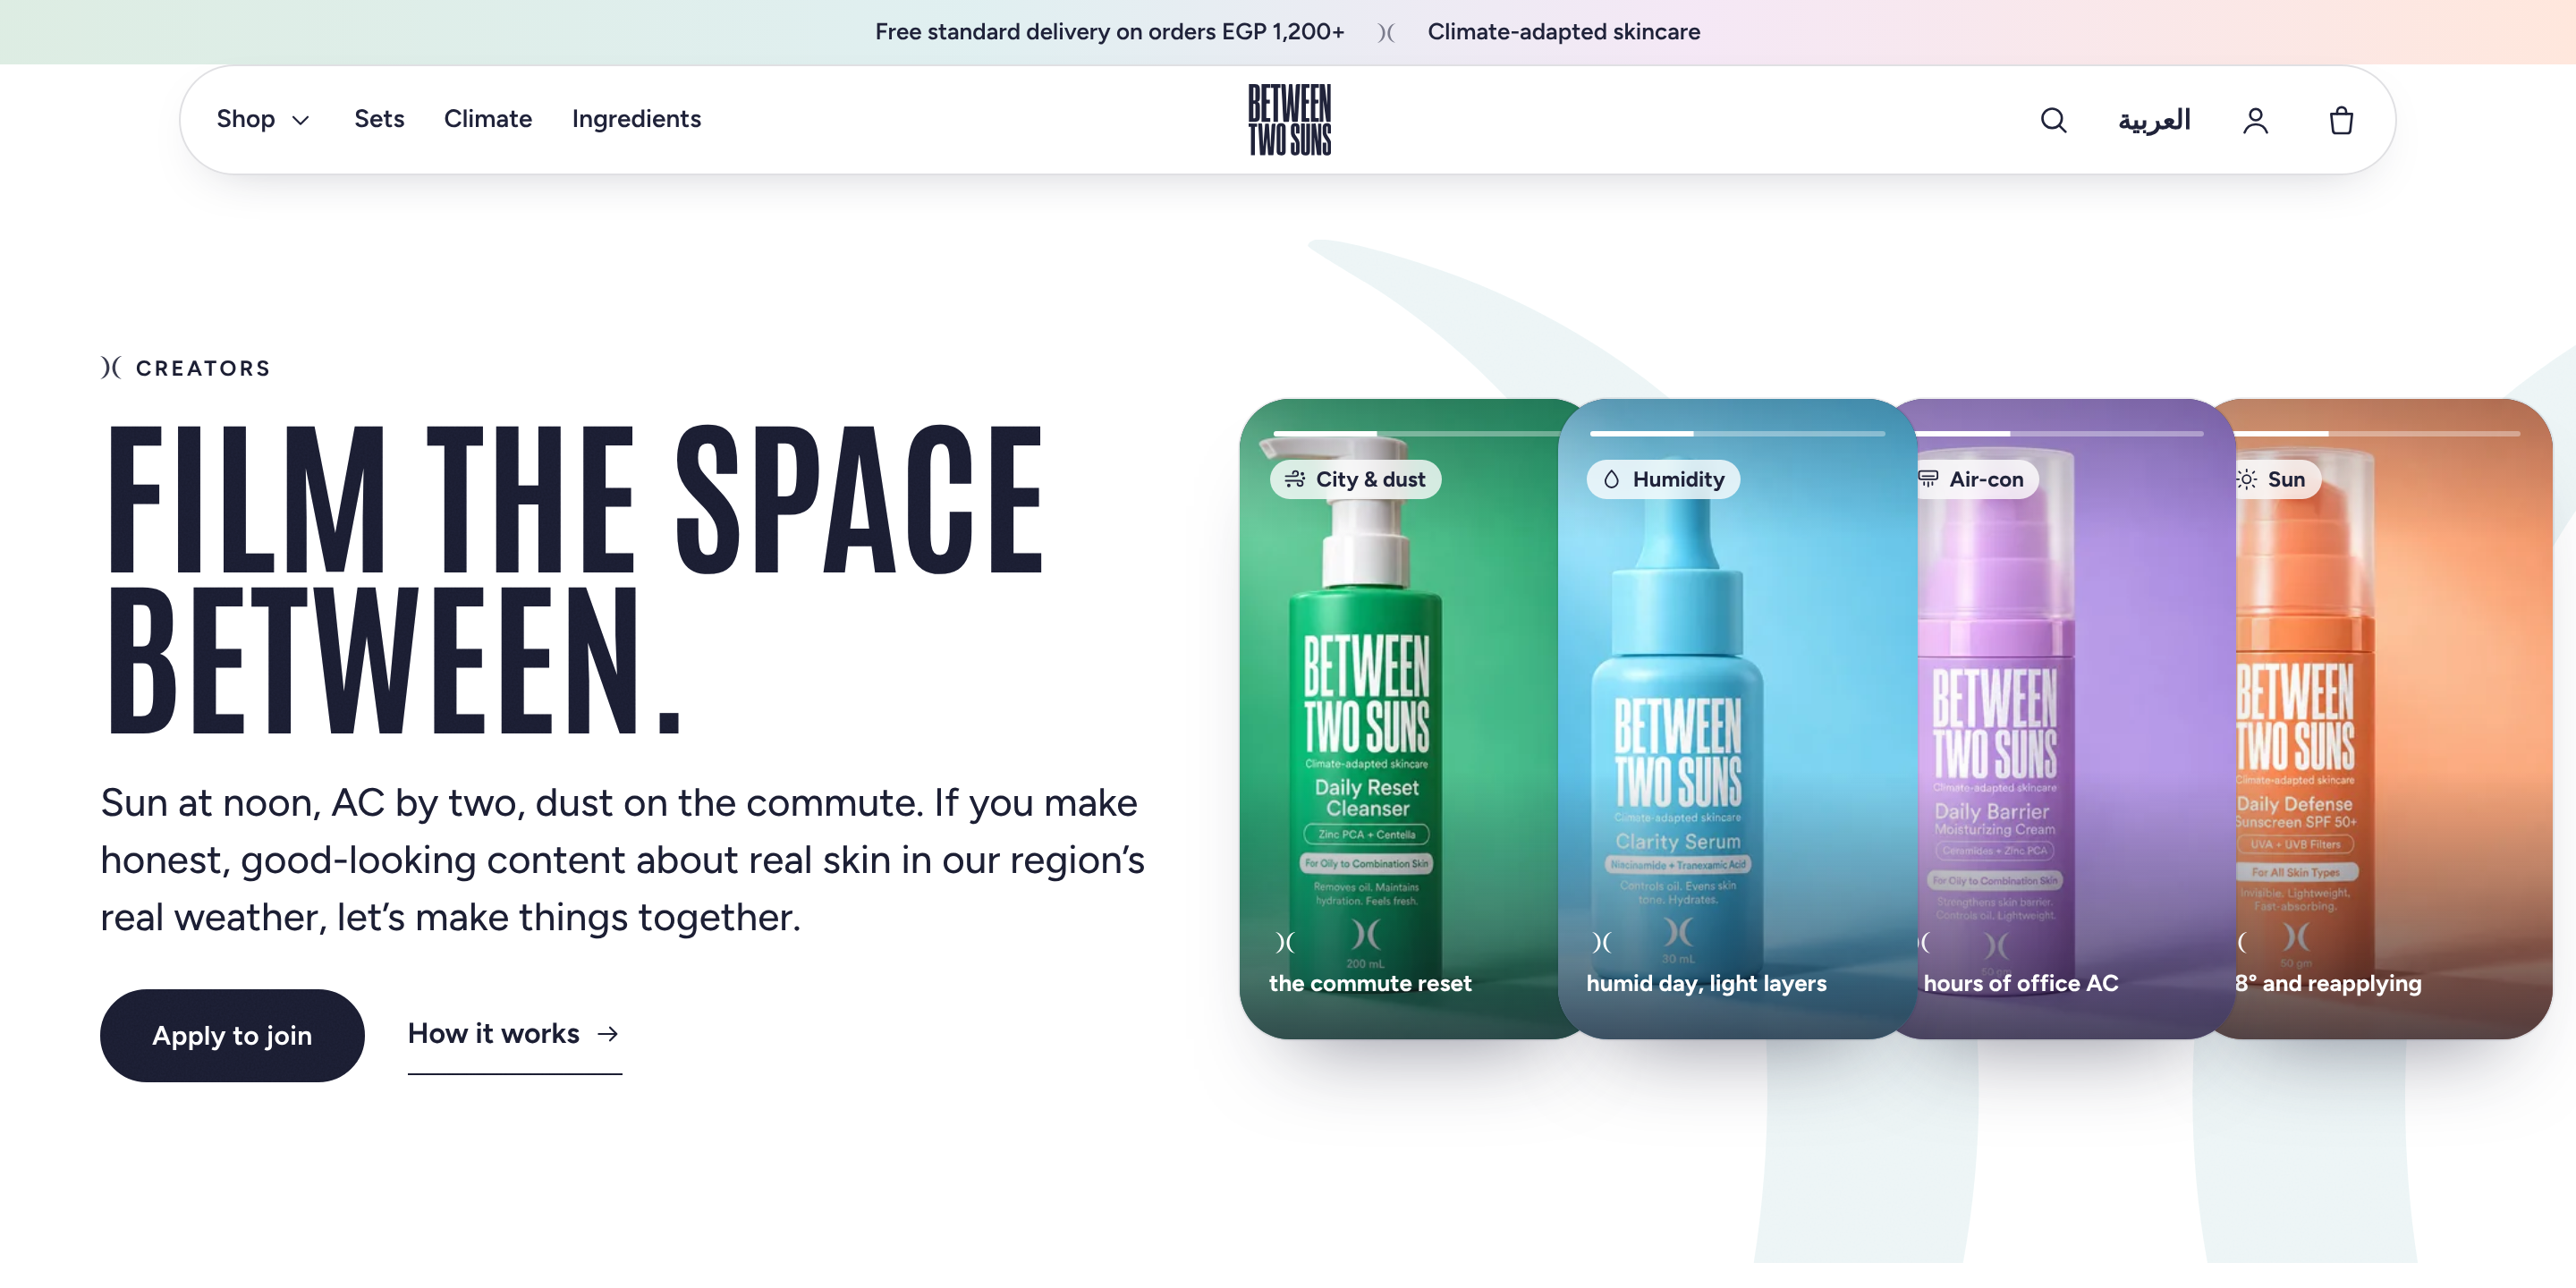 Free standard delivery on orders EGP 1,200+ Climate-adapted skincare
Shop Sets Climate Ingredients
BETWEEN
TWO SUNS
العربية
CREATORS
FILM THE SPACE
BETWEEN.
Sun at noon, AC by two, dust on the commute. If you make
honest, good-looking content about real skin in our region’s
real weather, let’s make things together.
Apply to join
How it works
City & dust
BETWEEN
TWO SUNS
Climate-adapted skincare
Daily Reset
Cleanser
Zinc PCA + Centella
For Oily to Combination Skin
Removes oil. Maintains
hydration. Feels fresh.
200 mL
the commute reset
Humidity
BETWEEN
TWO SUNS
Climate-adapted skincare
Clarity Serum
Niacinamide + Tranexamic Acid
Controls oil. Evens skin
tone. Hydrates.
30 mL
humid day, light layers
Air-con
BETWEEN
TWO SUNS
Climate-adapted skincare
Daily Barrier
Moisturizing Cream
Ceramides + Zinc PCA
For Oily to Combination Skin
Strengthens skin barrier.
Controls oil. Lightweight.
50 gm
hours of office AC
Sun
BETWEEN
TWO SUNS
Climate-adapted skincare
Daily Defense
Sunscreen SPF 50+
UVA + UVB Filters
For All Skin Types
Invisible. Lightweight,
Fast-absorbing.
50 gm
8° and reapplying